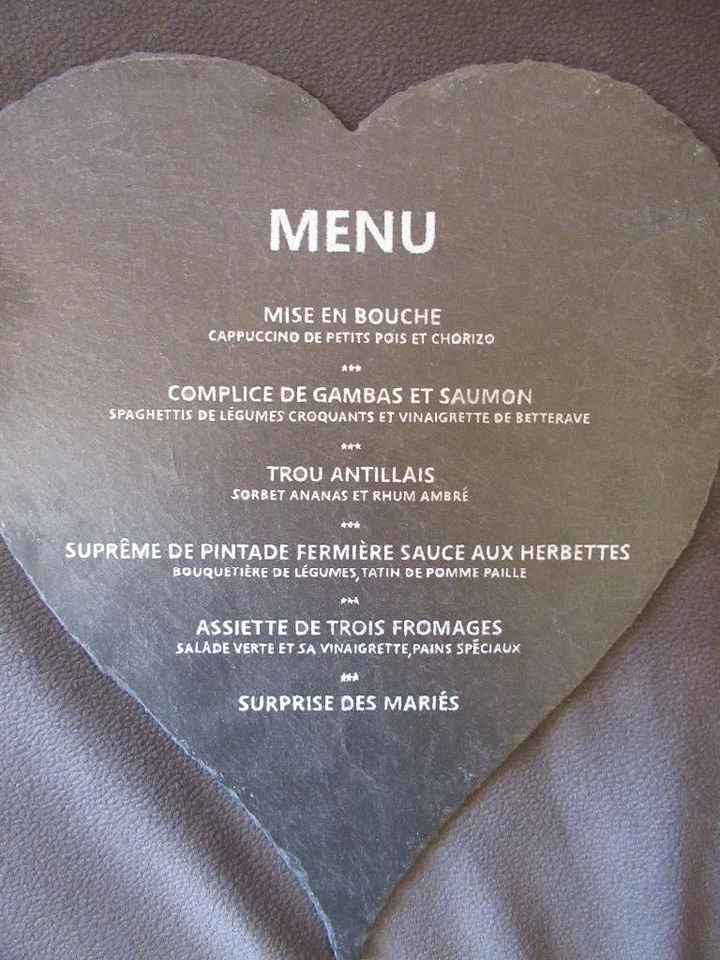 MENU
MISE EN BOUCHE
CAPPUCCINO DE PETITS POIS ET CHORIZO
***
COMPLICE DE GAMBAS ET SAUMON
SPAGHETTIS DE LÉGUMES CROQUANTS ET VINAIGRETTE DE BETTERAVE
***
TROU ANTILLAIS
SORBET ANANAS ET RHUM AMBRÉ
***
SUPRÊME DE PINTADE FERMIÈRE SAUCE AUX HERBETTES
BOUQUETIÈRE DE LÉGUMES, TATIN DE POMME PAILLE
***
ASSIETTE DE TROIS FROMAGES
SALADE VERTE ET SA VINAIGRETTE, PAINS SPÉCIAUX
***
SURPRISE DES MARIÉS